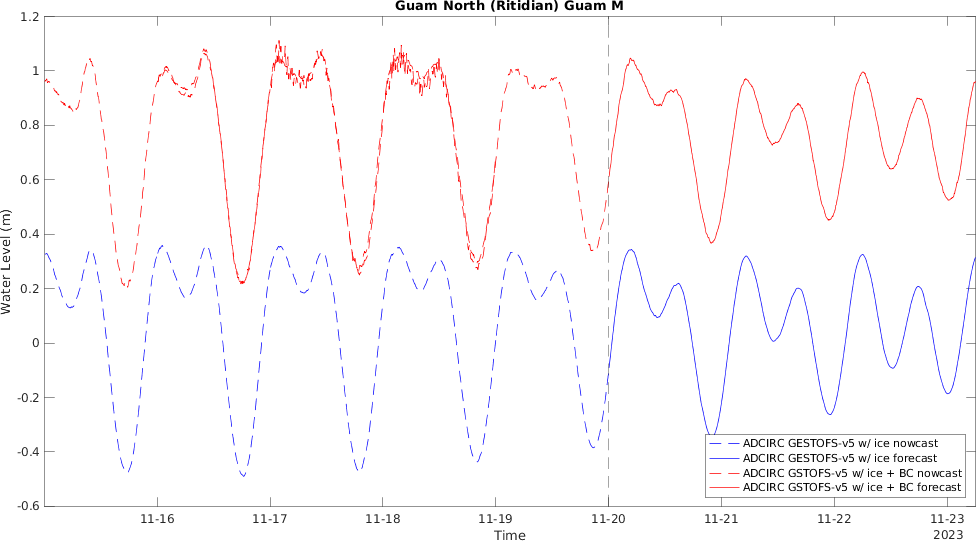 Guam North (Ritidian) Guam M
1.2
1
0.8
0.6
0.4
0.2
0
-0.2
-0.4
-0.6
Water Level (m)
ADCIRC GESTOFS-v5 w/ ice nowcast
ADCIRC GESTOFS-v5 w/ ice forecast
ADCIRC GSTOFS-v5 w/ ice + BC nowcast
ADCIRC GSTOFS-v5 w/ ice + BC forecast
11-16 11-17 11-18 11-19 11-20 11-21 11-22 11-23
Time 2023